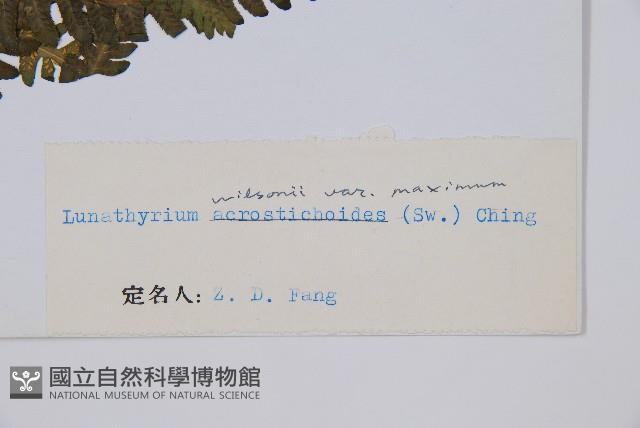 wilsonii var. maximum
Lunathyrium acrostichoides (Sw.) Ching
定名人: Z. D. Fang
國立自然科學博物館
NATIONAL MUSEUM OF NATURAL SCIENCE